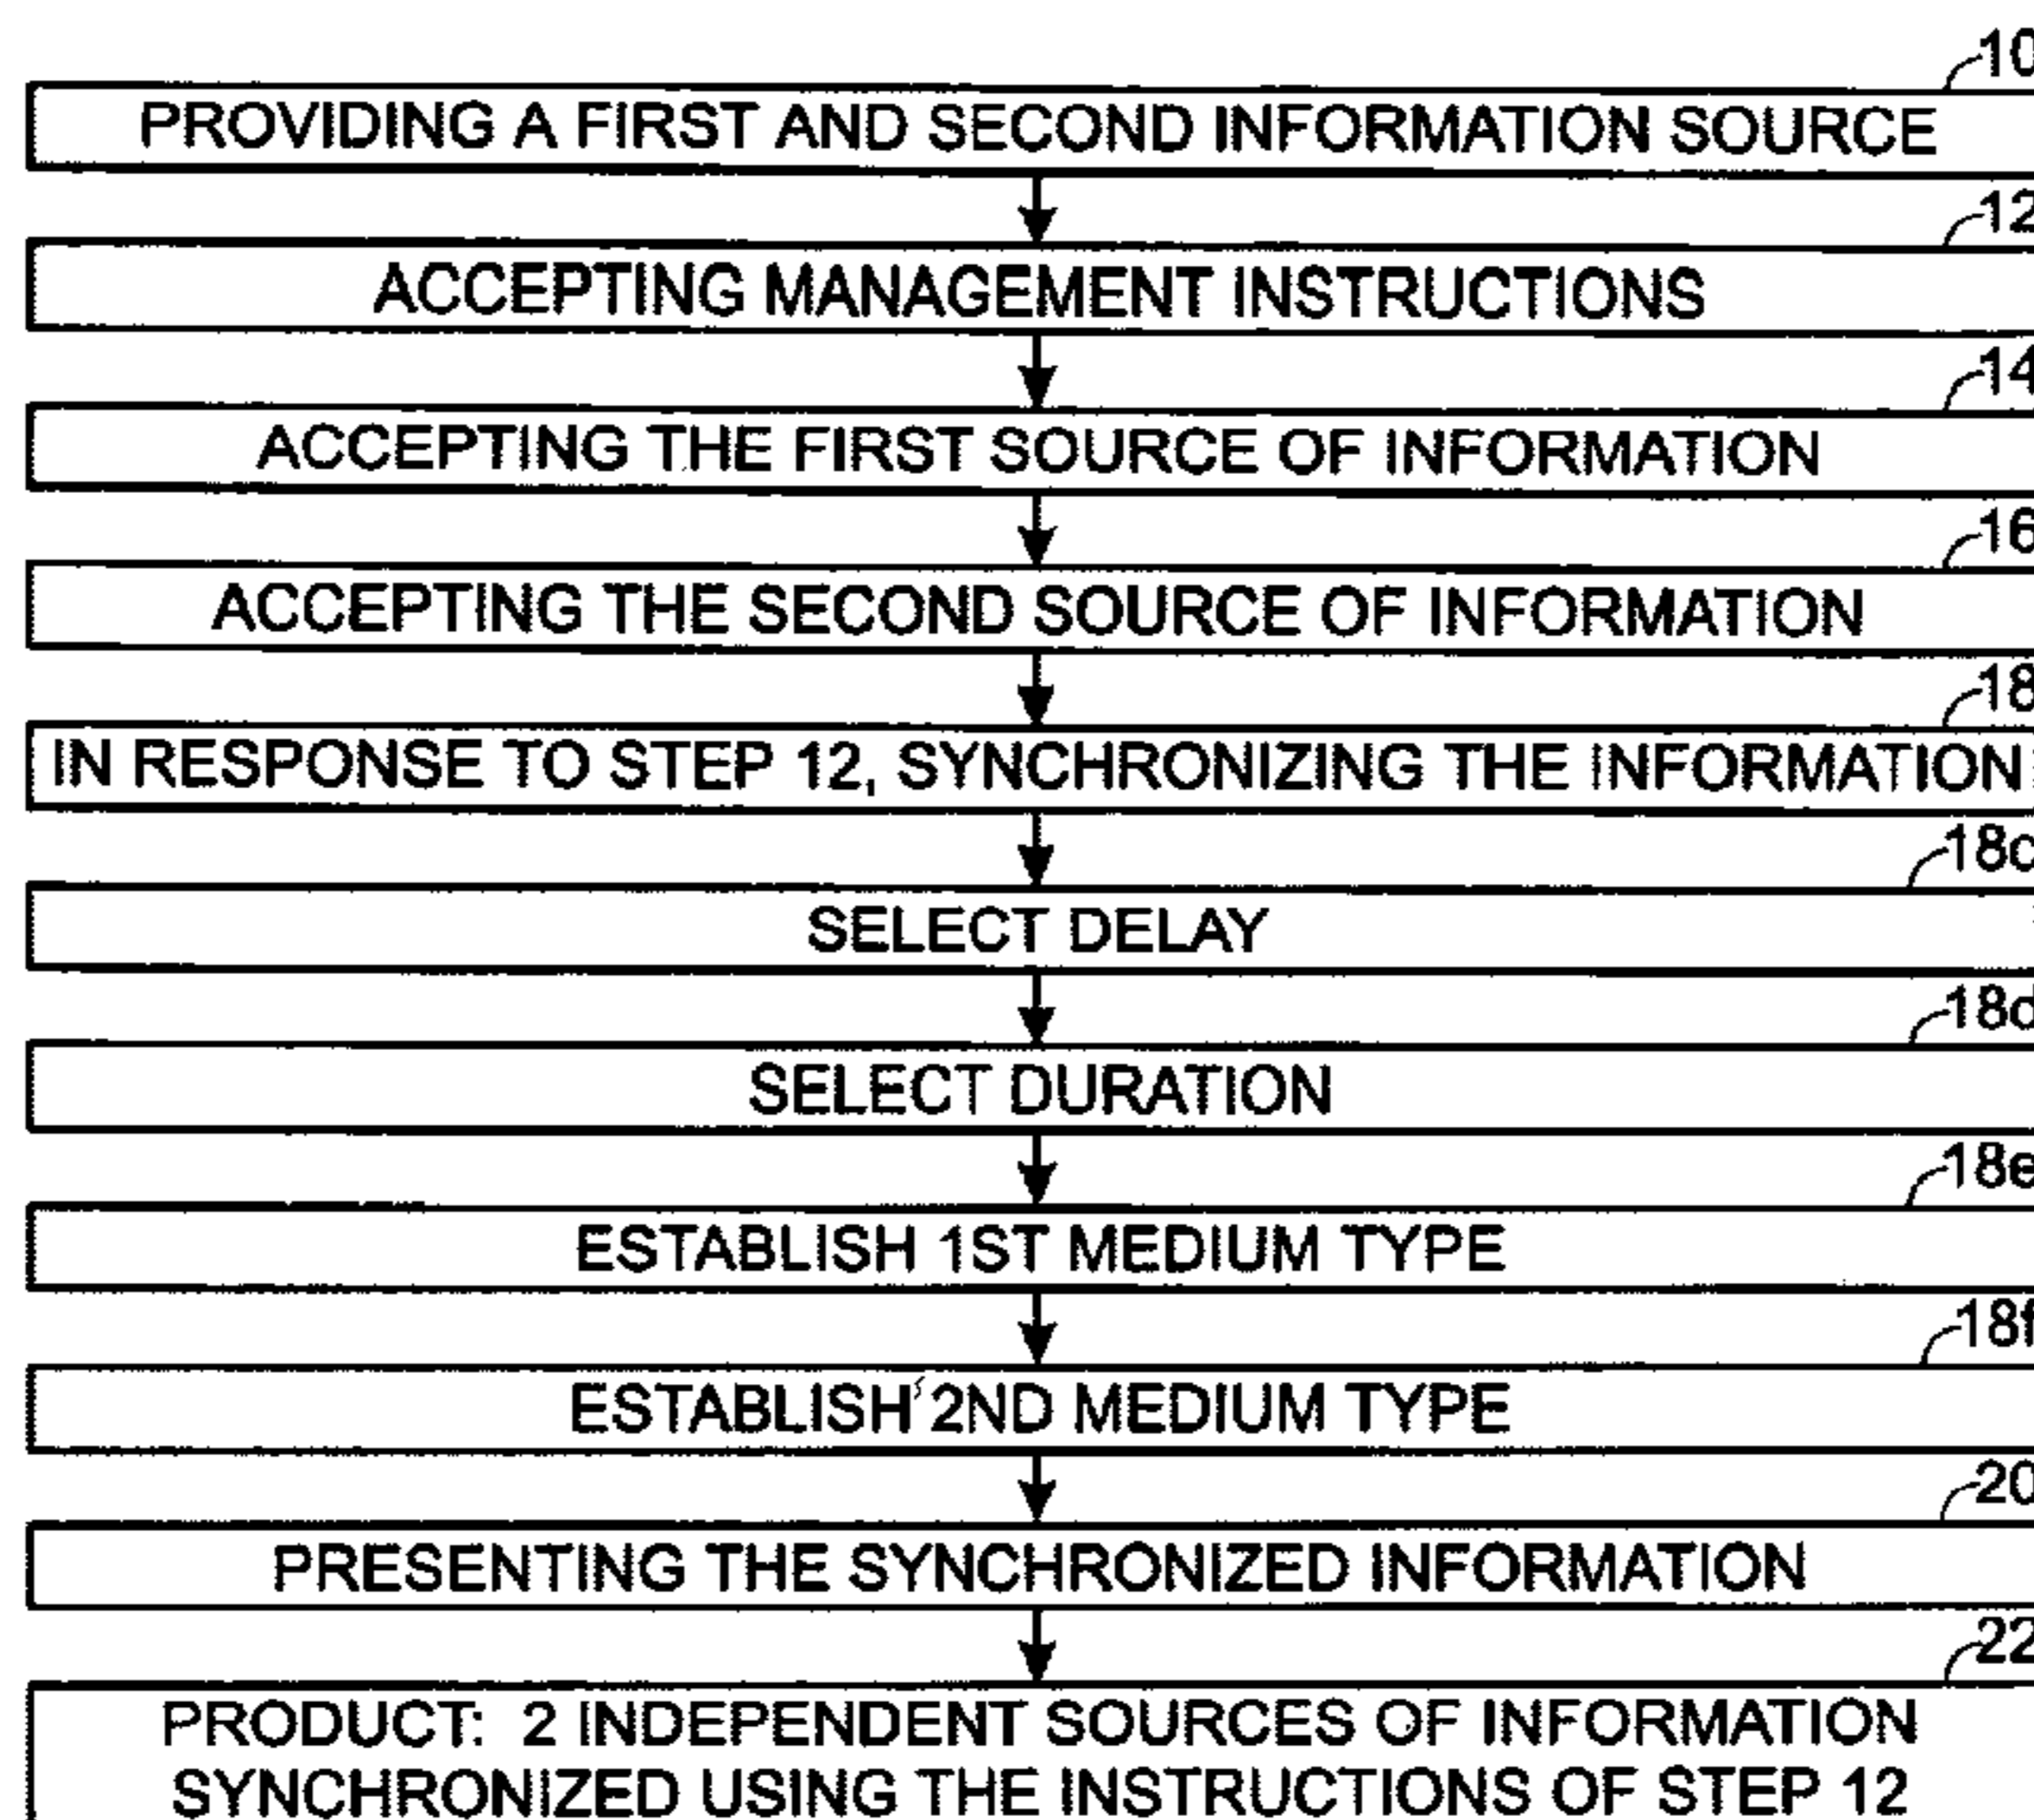 10
PROVIDING A FIRST AND SECOND INFORMATION SOURCE
12
ACCEPTING MANAGEMENT INSTRUCTIONS
14
ACCEPTING THE FIRST SOURCE OF INFORMATION
16
ACCEPTING THE SECOND SOURCE OF INFORMATION
18
IN RESPONSE TO STEP 12, SYNCHRONIZING THE INFORMATION
18c
SELECT DELAY
18d
SELECT DURATION
18e
ESTABLISH 1ST MEDIUM TYPE
18f
ESTABLISH 2ND MEDIUM TYPE
20
PRESENTING THE SYNCHRONIZED INFORMATION
22
PRODUCT: 2 INDEPENDENT SOURCES OF INFORMATION
SYNCHRONIZED USING THE INSTRUCTIONS OF STEP 12